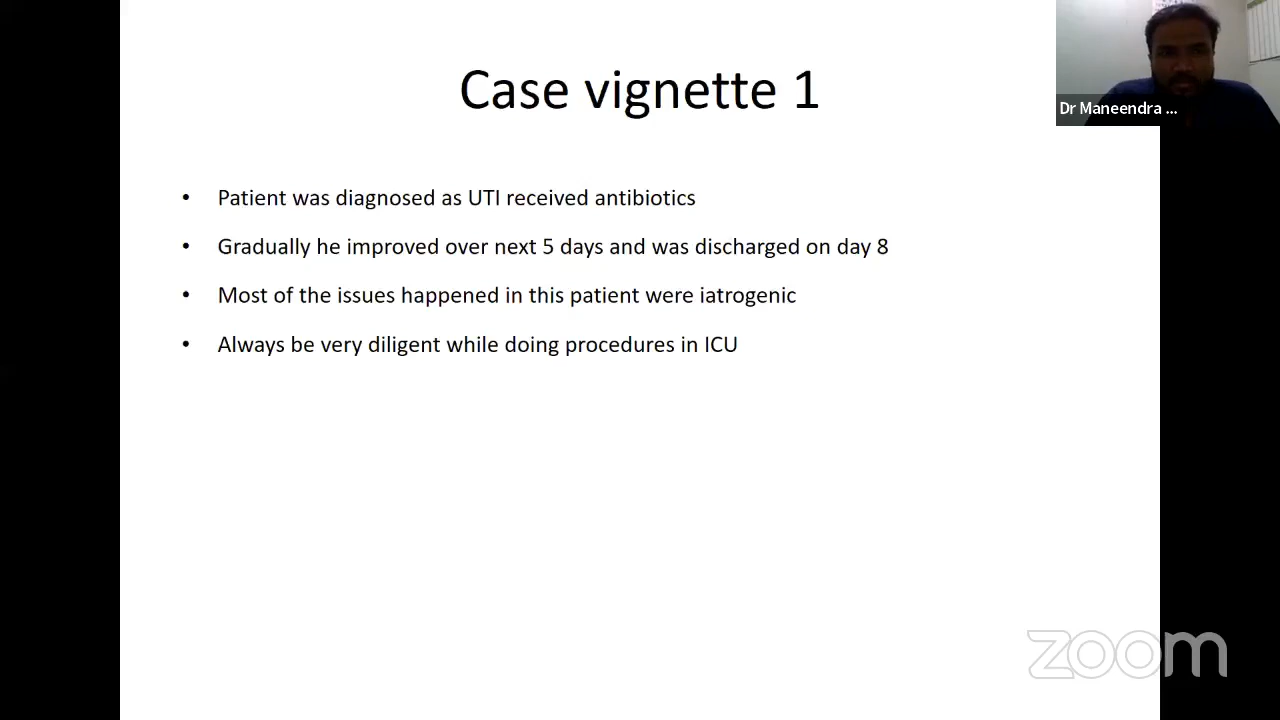 Case vignette 1
Dr Maneendra ...
• Patient was diagnosed as UTI received antibiotics
• Gradually he improved over next 5 days and was discharged on day 8
• Most of the issues happened in this patient were iatrogenic
• Always be very diligent while doing procedures in ICU
zoom